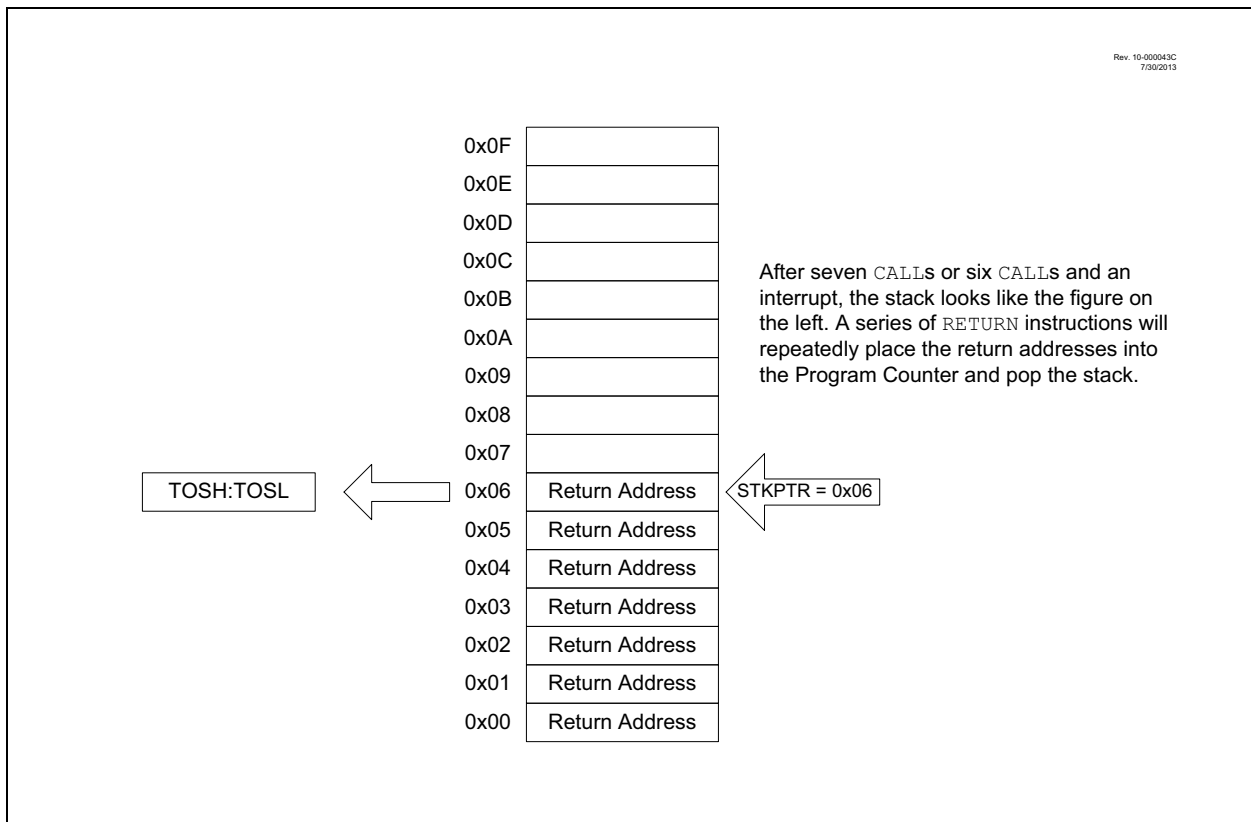 Rev. 10-000043C
7/30/2013
0x0F
0x0E
0x0D
0x0C
0x0B
0x0A
0x09
0x08
0x07
After seven CALLs or six CALLs and an
interrupt, the stack looks like the figure on
the left. A series of RETURN instructions will
repeatedly place the return addresses into
the Program Counter and pop the stack.
TOSH:TOSL
0x06 Return Address
STKPTR = 0x06
0x05 Return Address
0x04 Return Address
0x03 Return Address
0x02 Return Address
0x01 Return Address
0x00 Return Address